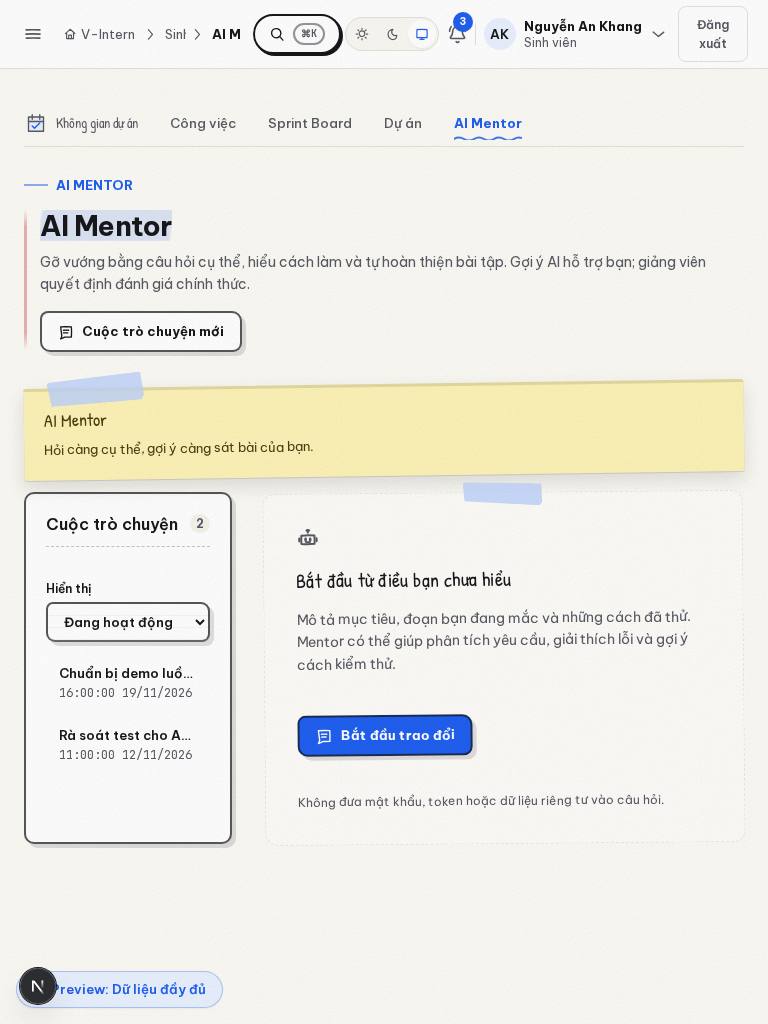 V-Intern
Sinh
AI M
⌘K
3
AK
Nguyễn An Khang
Sinh viên
Đăng
xuất
Không gian dự án
Công việc
Sprint Board
Dự án
AI Mentor
AI MENTOR
AI Mentor
Gỡ vướng bằng câu hỏi cụ thể, hiểu cách làm và tự hoàn thiện bài tập. Gợi ý AI hỗ trợ bạn; giảng viên
quyết định đánh giá chính thức.
Cuộc trò chuyện mới
AI Mentor
Hỏi càng cụ thể, gợi ý càng sát bài của bạn.
Cuộc trò chuyện
2
Hiển thị
Đang hoạt động
Chuẩn bị demo luồ...
16:00:00 19/11/2026
Rà soát test cho A...
11:00:00 12/11/2026
Bắt đầu từ điều bạn chưa hiểu
Mô tả mục tiêu, đoạn bạn đang mắc và những cách đã thử.
Mentor có thể giúp phân tích yêu cầu, giải thích lỗi và gợi ý
cách kiểm thử.
Bắt đầu trao đổi
Không đưa mật khẩu, token hoặc dữ liệu riêng tư vào câu hỏi.
N
Preview: Dữ liệu đầy đủ